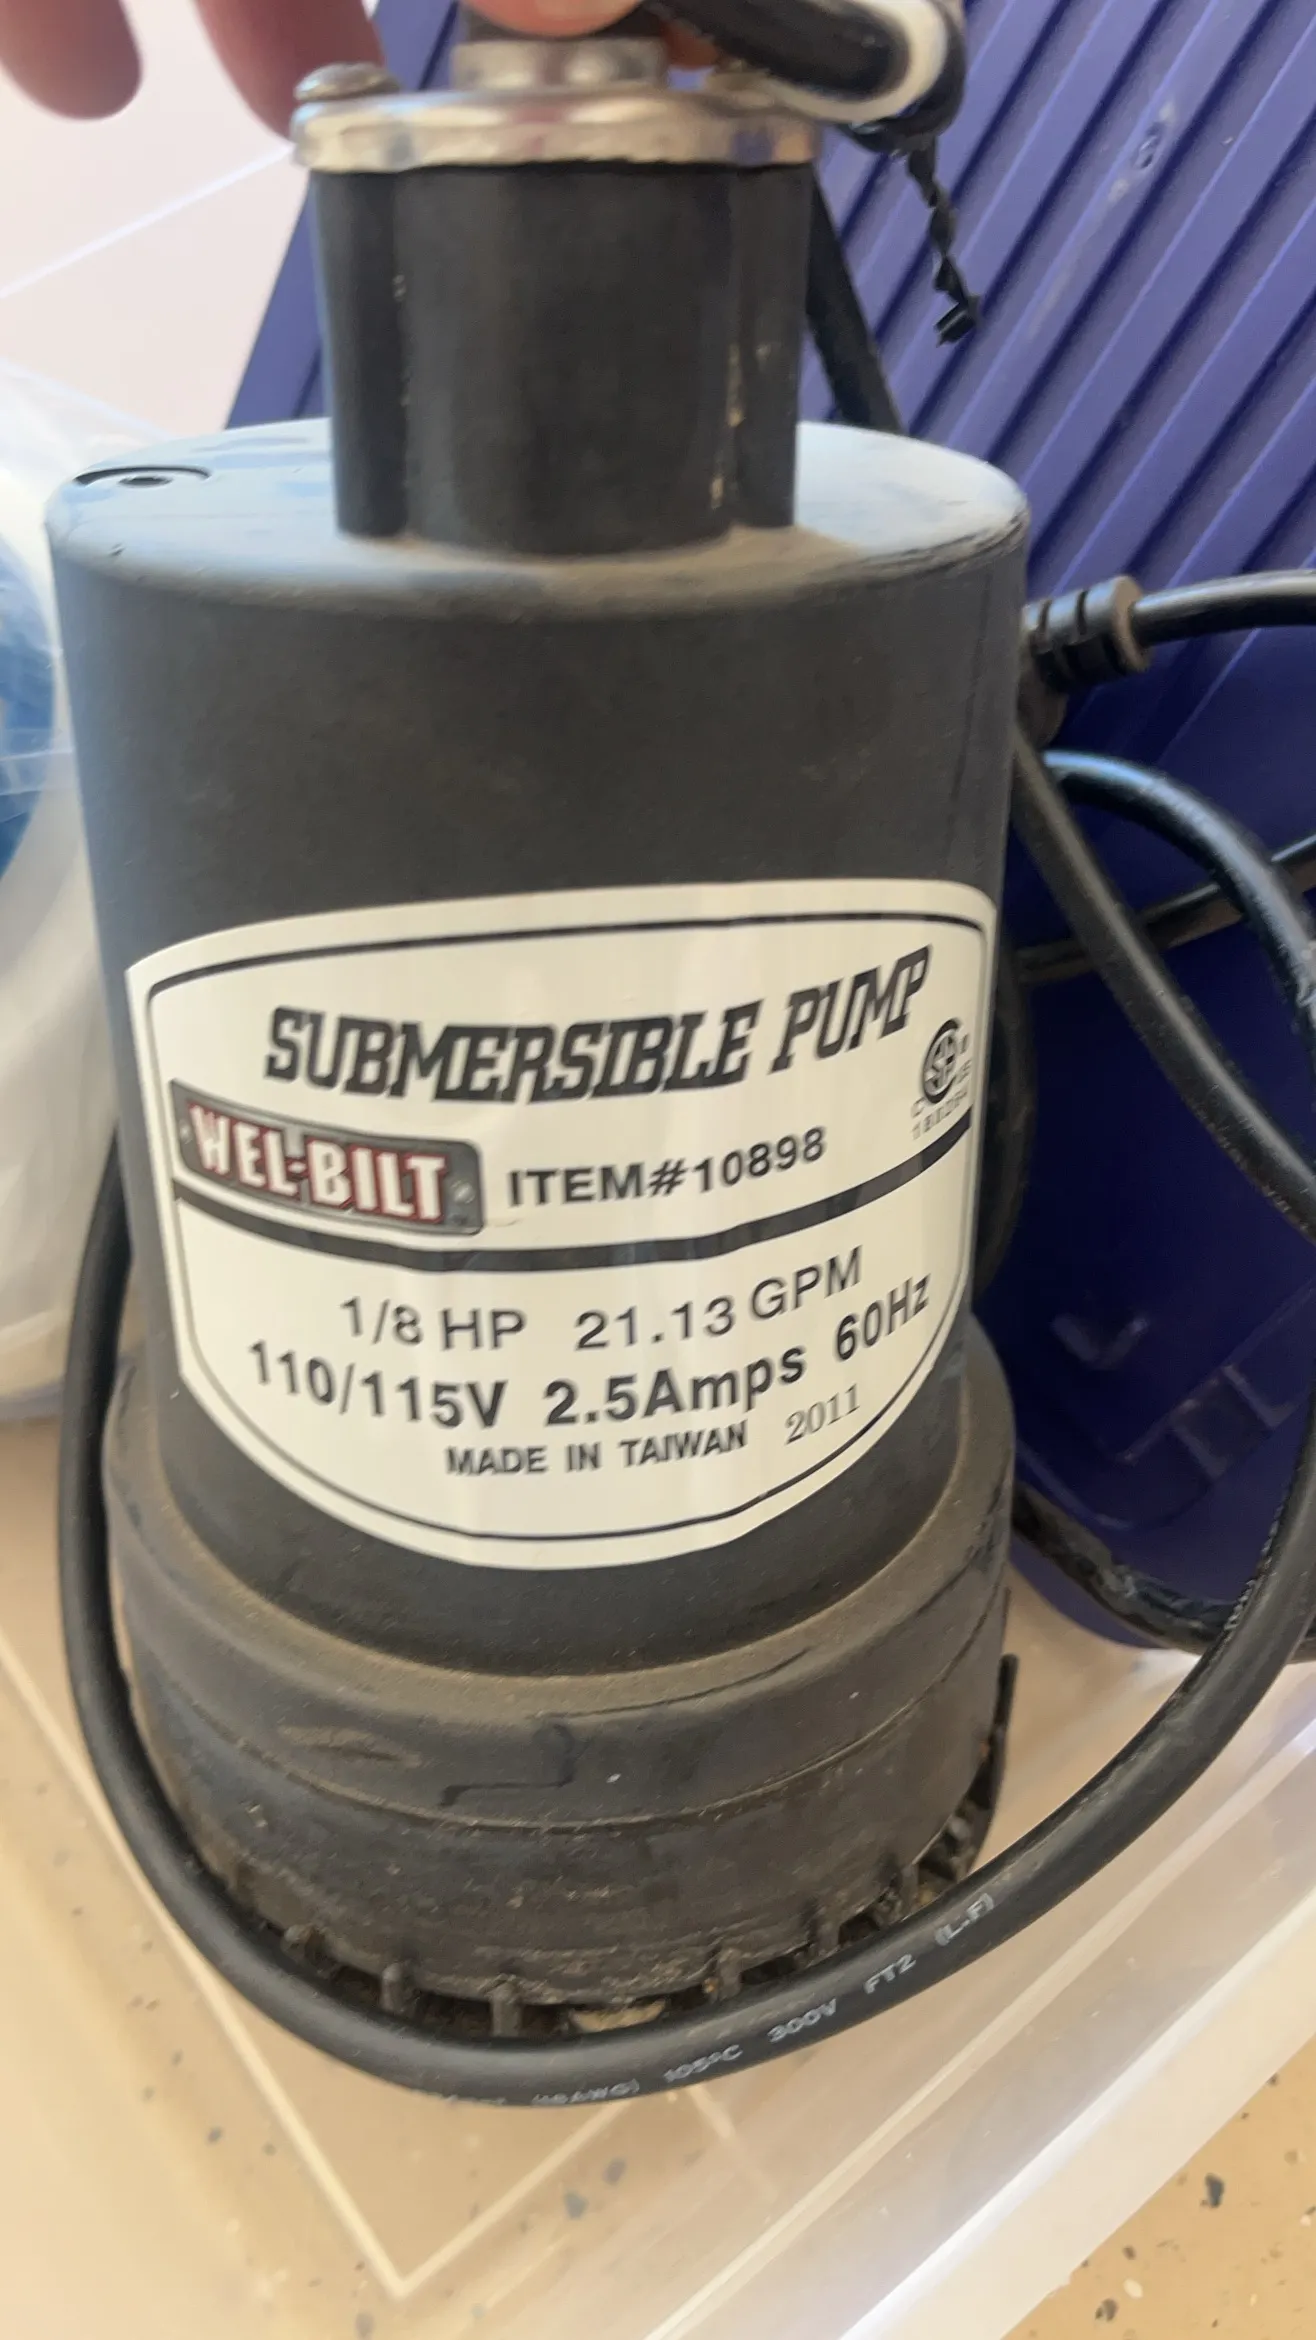 SUBMERSIBLE PUMP
WEL-BILT
ITEM#10898
1/8 HP 21.13 GPM
110/115V 2.5Amps 60Hz
MADE IN TAIWAN 2011
105°C 300V FT2 (L.F)